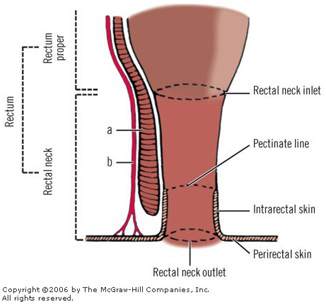 Rectum
Rectum
proper
Rectal neck
a
b
Rectal neck inlet
Pectinate line
Intrarectal skin
Perirectal skin
Rectal neck outlet
Copyright ©2006 by The McGraw-Hill Companies, Inc.
All rights reserved.